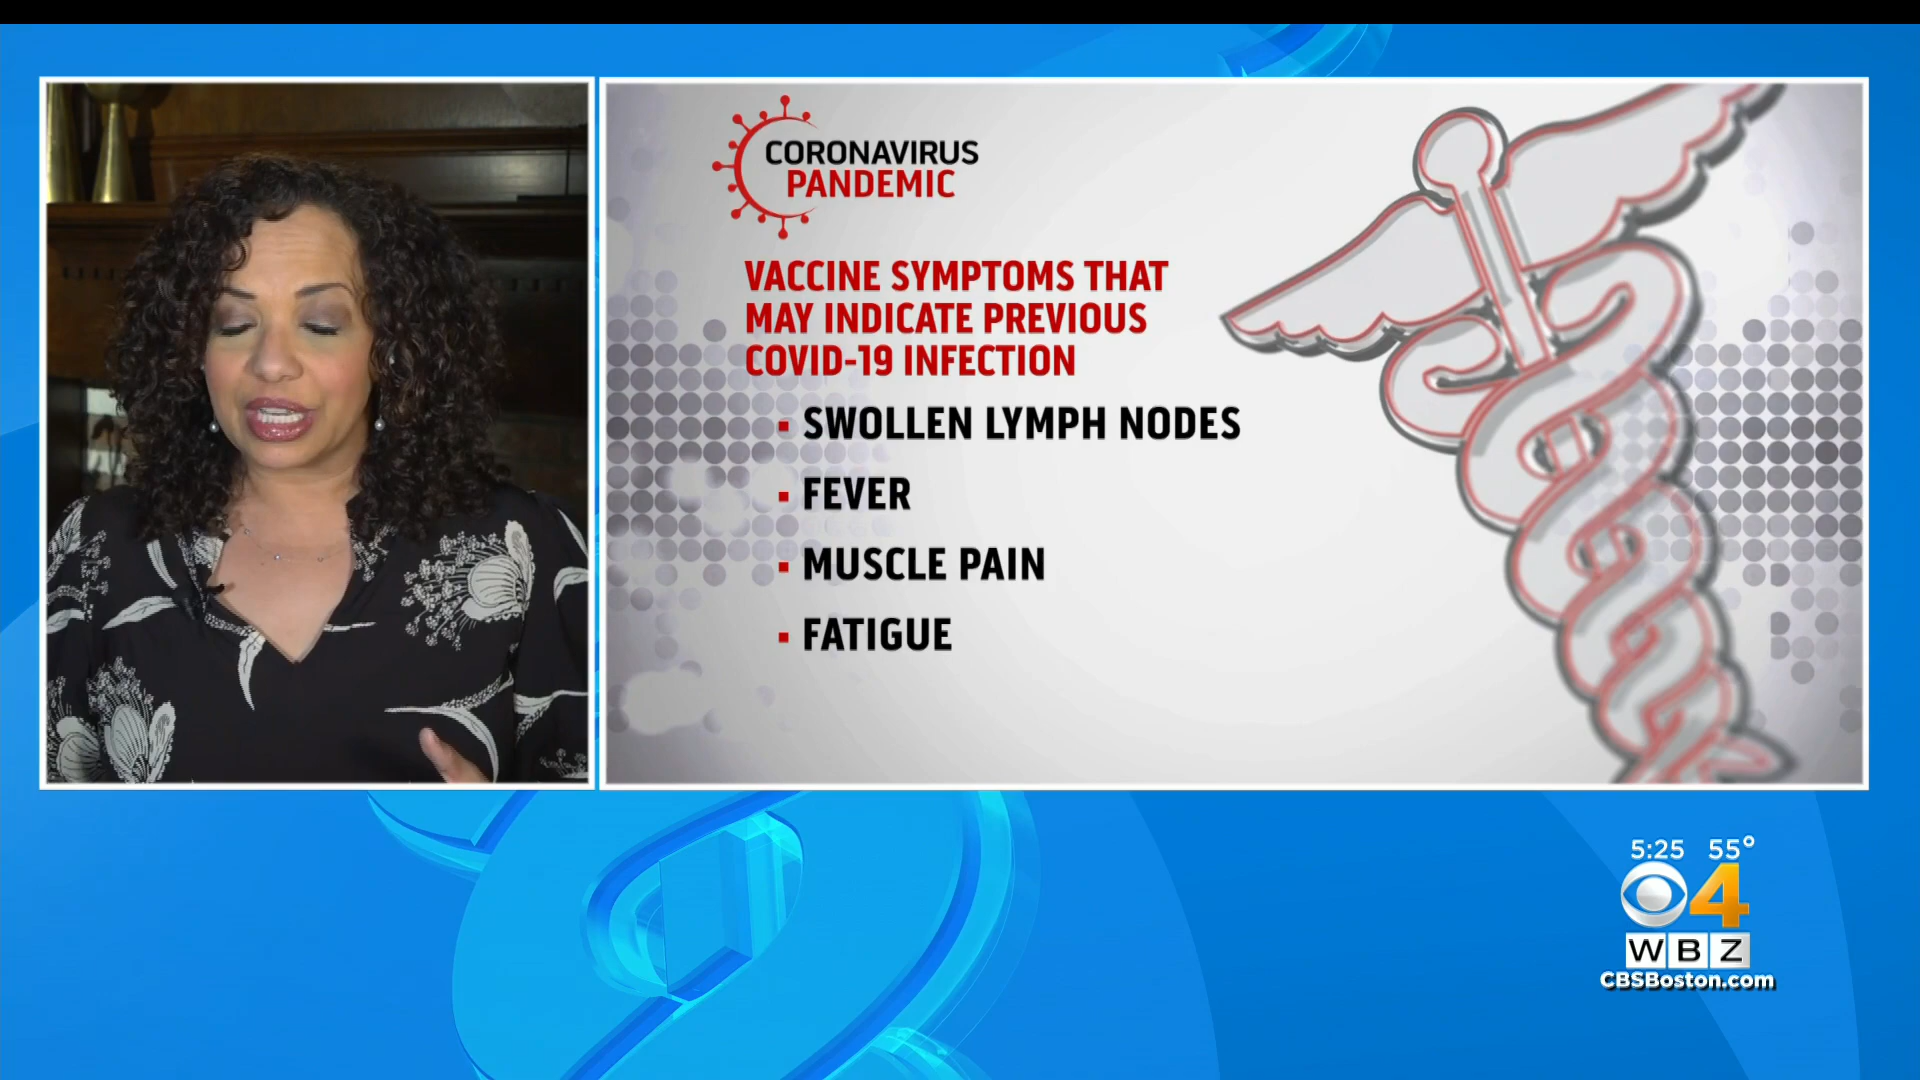 CORONAVIRUS
PANDEMIC
VACCINE SYMPTOMS THAT
MAY INDICATE PREVIOUS
COVID-19 INFECTION
▪ SWOLLEN LYMPH NODES
▪ FEVER
▪ MUSCLE PAIN
▪ FATIGUE
5:25 55°
4
WBZ
CBSBoston.com